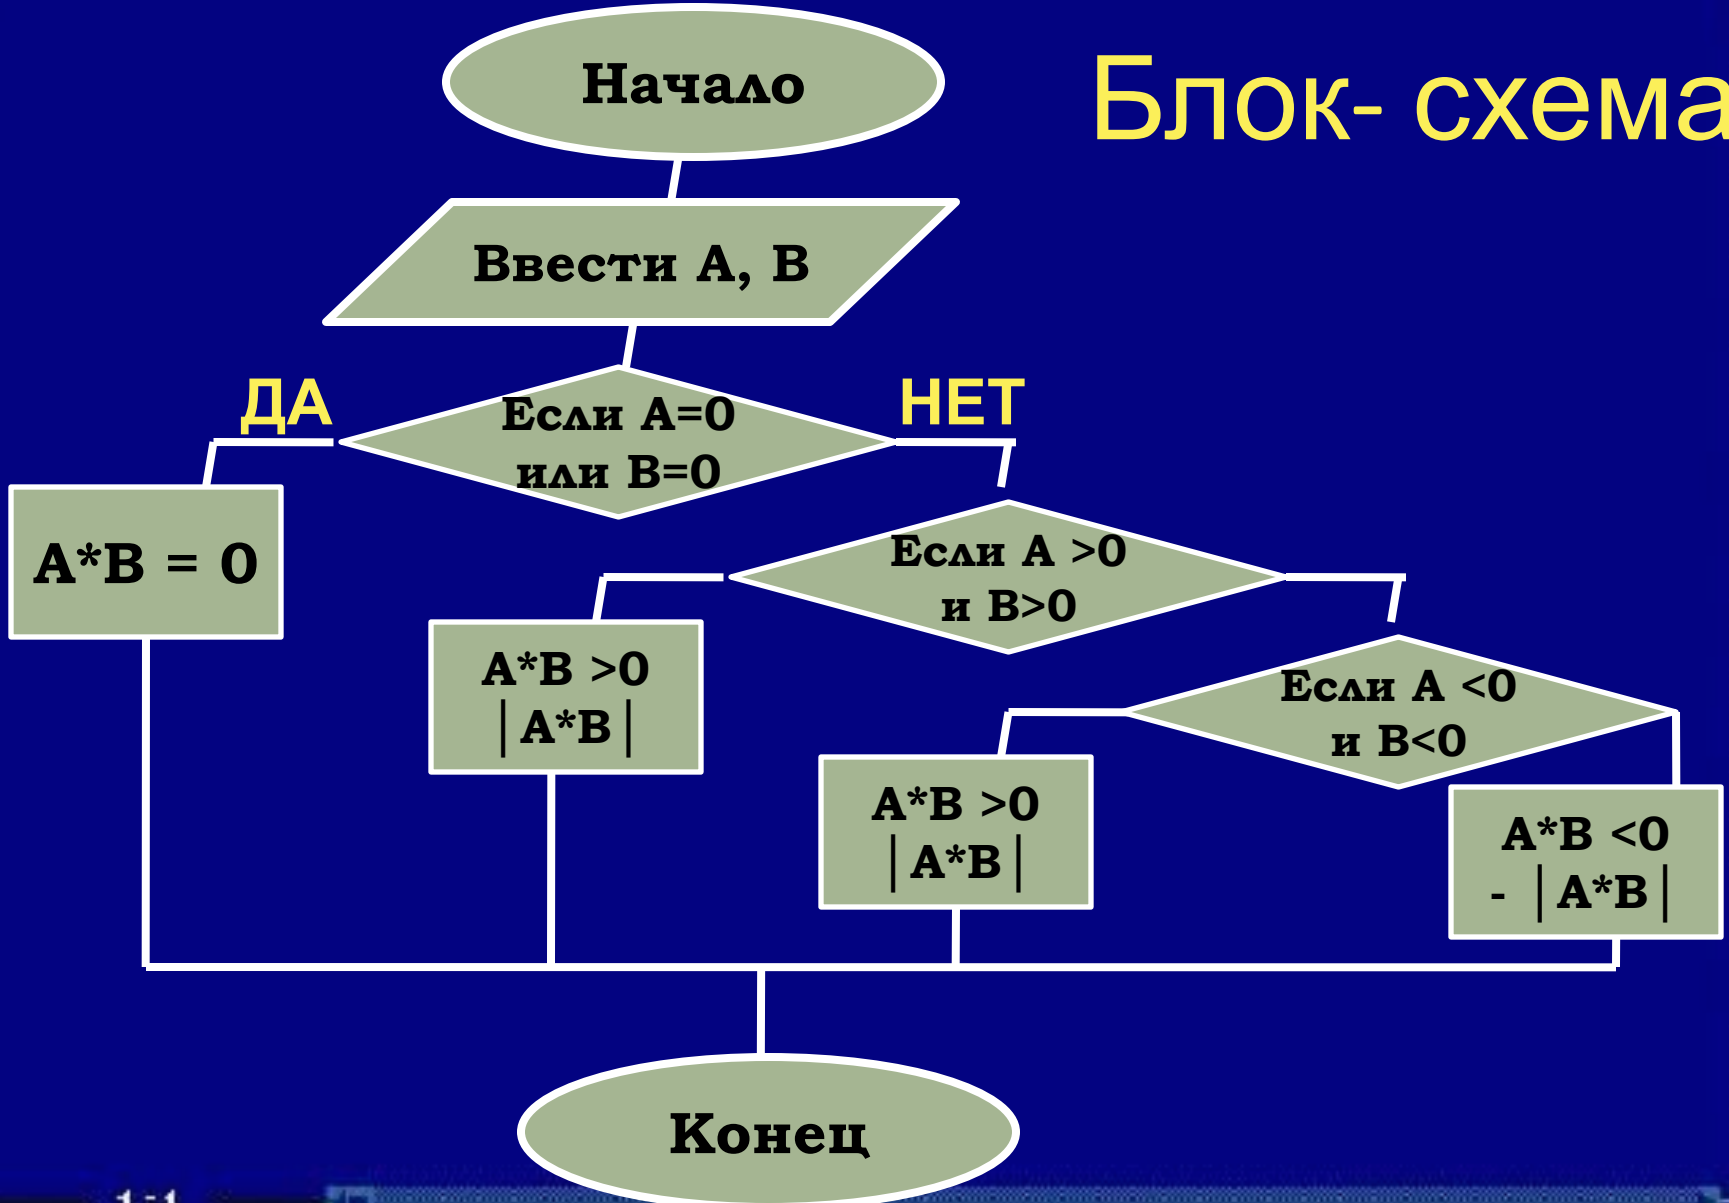 Блок- схема
Начало
Ввести А, В
ДА
НЕТ
Если А=0
или В=0
А*В = 0
Если А >0
и В>0
А*В >0
|А*В|
Если А <0
и В<0
А*В >0
|А*В|
А*В <0
- |А*В|
Конец